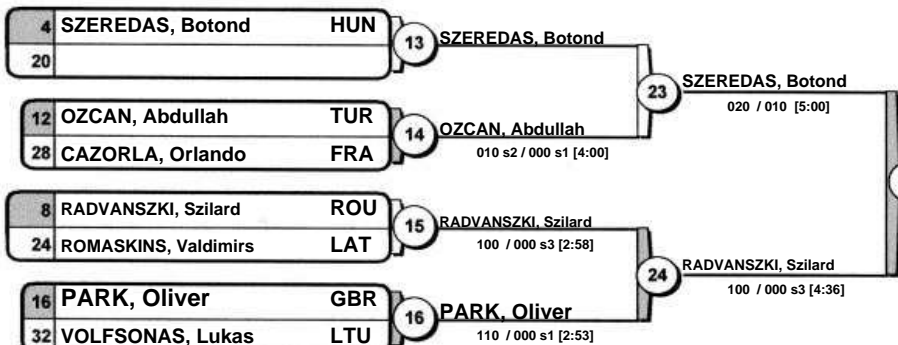 4 SZEREDAS, Botond HUN
20
13 SZEREDAS, Botond
12 OZCAN, Abdullah TUR
28 CAZORLA, Orlando FRA
14 OZCAN, Abdullah
010 s2 / 000 s1 [4:00]
23 SZEREDAS, Botond
020 / 010 [5:00]
8 RADVANSZKI, Szilard ROU
24 ROMASKINS, Valdimirs LAT
15 RADVANSZKI, Szilard
100 / 000 s3 [2:58]
16 PARK, Oliver GBR
32 VOLFSONAS, Lukas LTU
16 PARK, Oliver
110 / 000 s1 [2:53]
24 RADVANSZKI, Szilard
100 / 000 s3 [4:36]